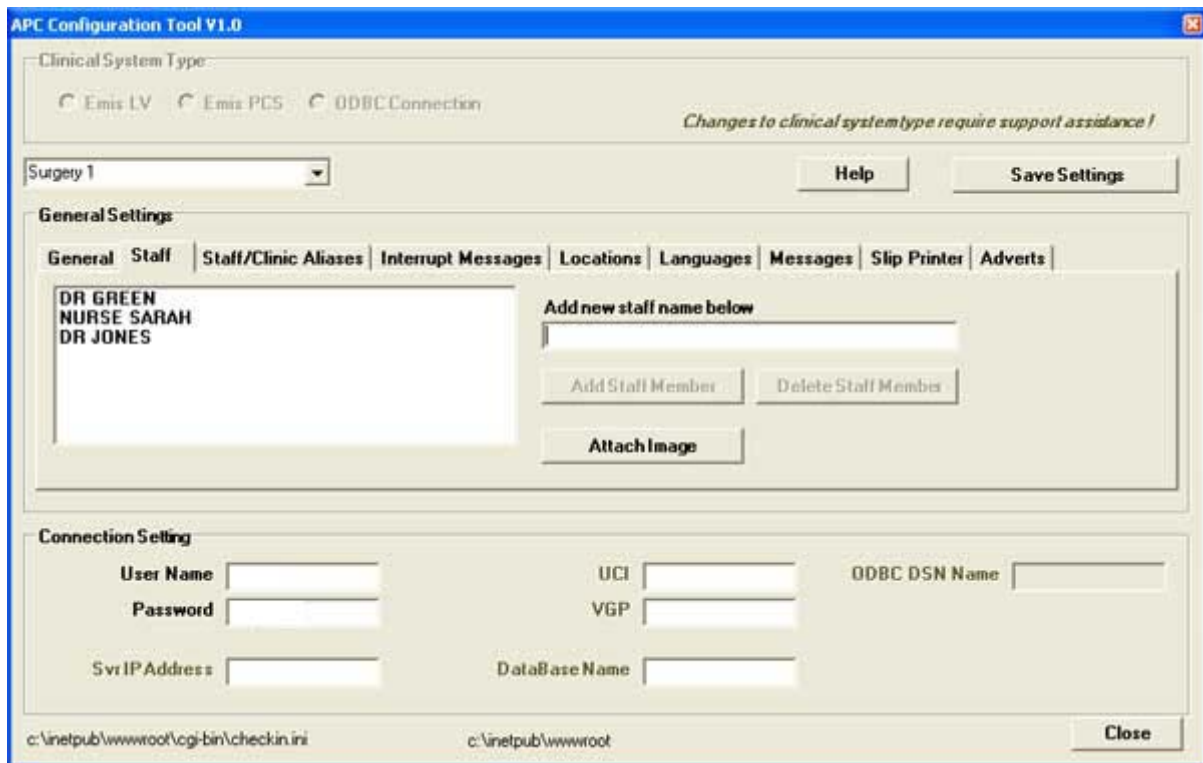 APC Configuration Tool V1.0
Clinical System Type
Emis LV Emis PCS ODBC Connection
Changes to clinical system type require support assistance !
Surgery 1
Help Save Settings
General Settings
General Staff Staff/Clinic Aliases Interrupt Messages Locations Languages Messages Slip Printer Adverts
DR GREEN
NURSE SARAH
DR JONES
Add new staff name below
Add Staff Member Delete Staff Member
Attach Image
Connection Setting
User Name UCI ODBC DSN Name
Password VGP
Svr IP Address DataBase Name
c:\inetpub\wwwroot\cgi-bin\checkin.ini c:\inetpub\wwwroot
Close